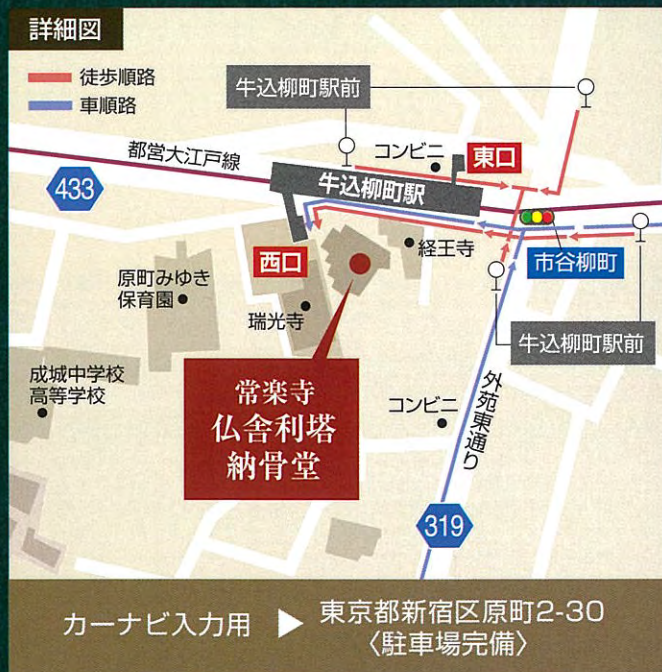 詳細図
徒歩順路
車順路
牛込柳町駅前
コンビニ
東口
都営大江戸線
433
牛込柳町駅
西口
経王寺
市谷柳町
原町みゆき
保育園
瑞光寺
牛込柳町駅前
成城中学校
高等学校
常楽寺
仏舎利塔
納骨堂
コンビニ
外苑東通り
319
カーナビ入力用 ▶ 東京都新宿区原町2-30
〈駐車場完備〉